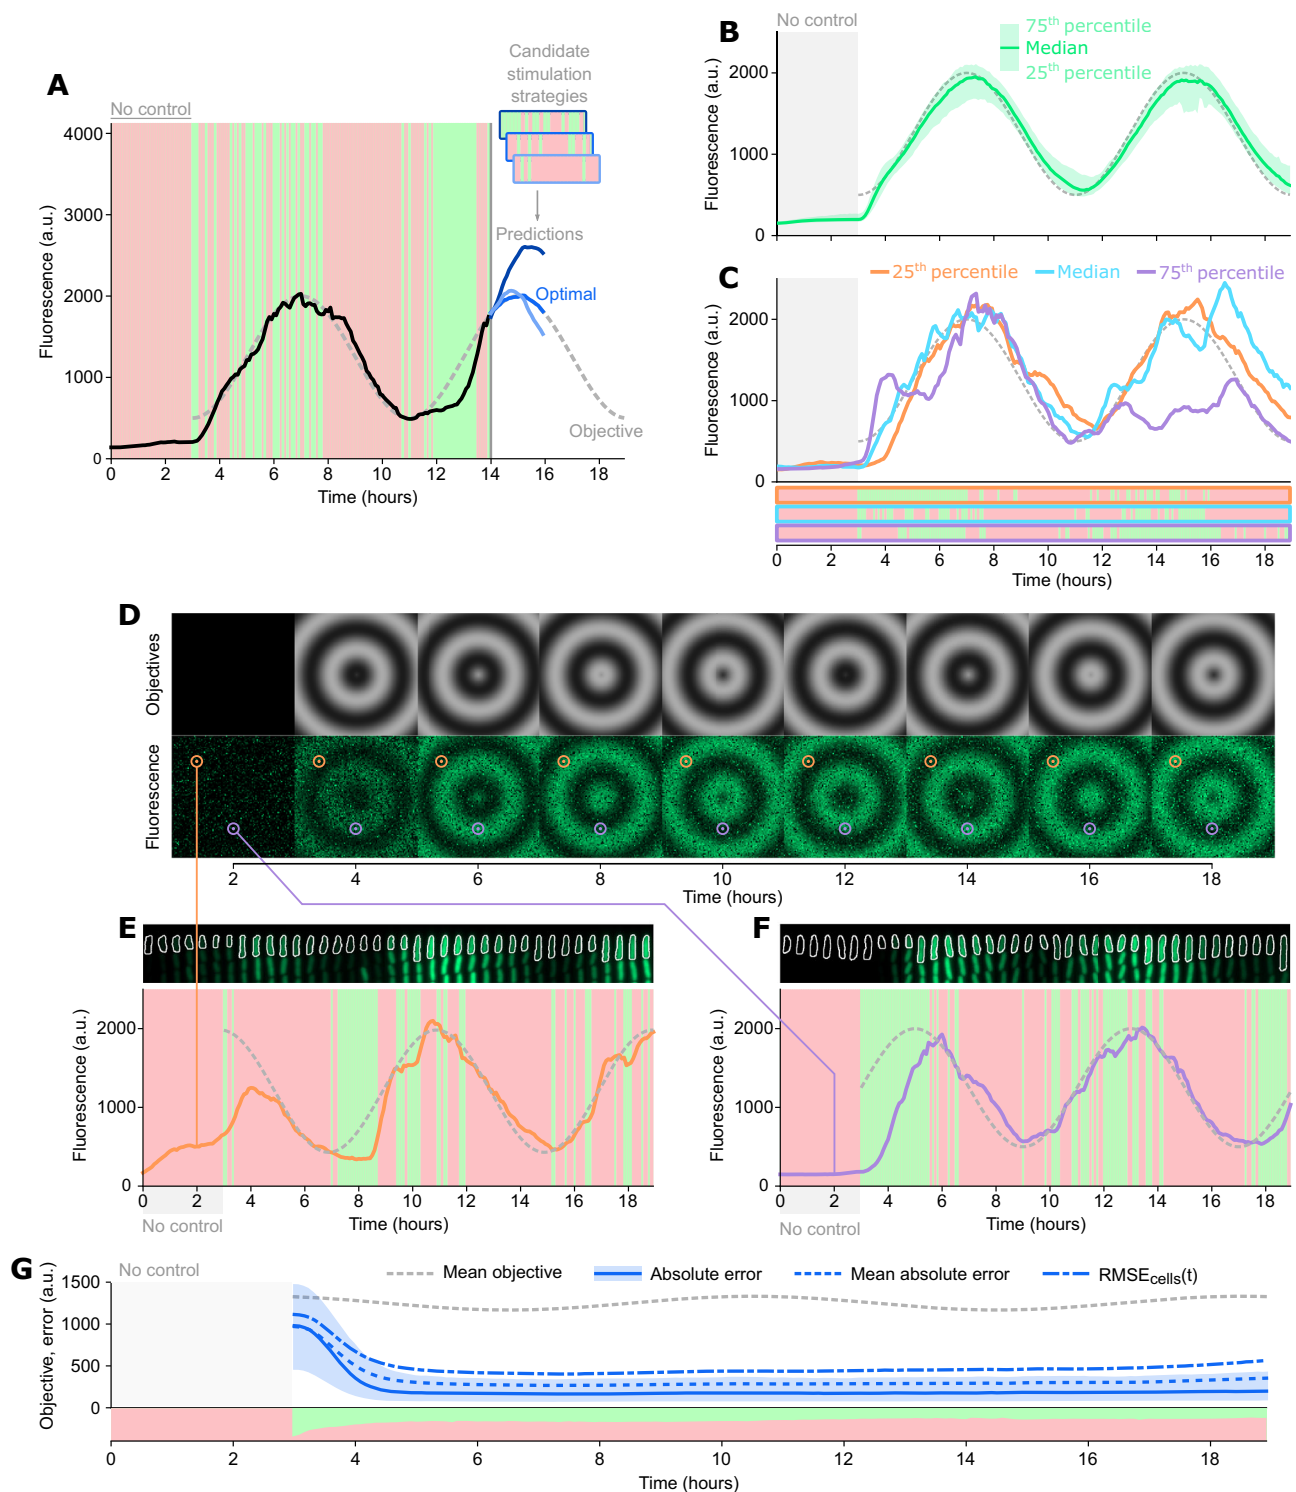 A
No control
Candidate
stimulation
strategies
Predictions
Optimal
Objective
Fluorescence (a.u.)
4000
3000
2000
1000
0
0 2 4 6 8 10 12 14 16 18
Time (hours)
B
No control
75th percentile
Median
25th percentile
Fluorescence (a.u.)
2000
1000
0
C
25th percentile Median 75th percentile
Fluorescence (a.u.)
2000
1000
0
0 2 4 6 8 10 12 14 16 18
Time (hours)
D
Objectives
Fluorescence
2 4 6 8 10 12 14 16 18
Time (hours)
E
Fluorescence (a.u.)
2000
1000
0
0 2 4 6 8 10 12 14 16 18
No control
Time (hours)
F
Fluorescence (a.u.)
2000
1000
0
0 2 4 6 8 10 12 14 16 18
No control
Time (hours)
G
No control
Mean objective Absolute error Mean absolute error RMSEcells(t)
Objective, error (a.u.)
1500
1000
500
0
0 2 4 6 8 10 12 14 16 18
Time (hours)